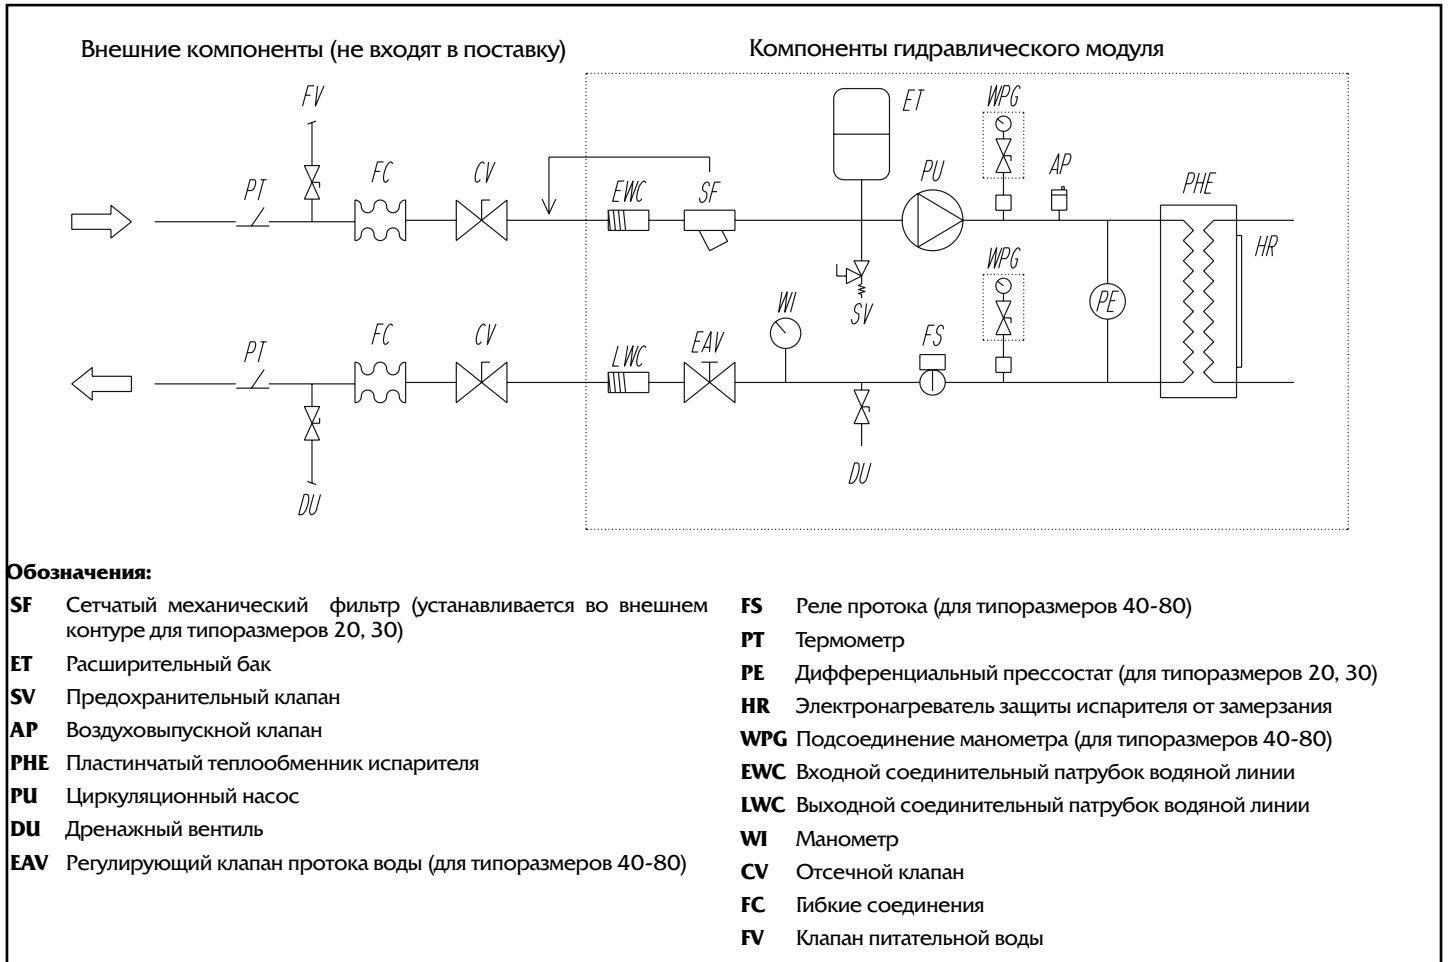 Внешние компоненты (не входят в поставку)
Компоненты гидравлического модуля
FV
ET
WPG
PT
FC
CV
EWC
SF
PU
AP
PHE
HR
WPG
PE
SV
WI
PT
FC
CV
LWC
EAV
FS
DU
DU
Обозначения:
SF Сетчатый механический фильтр (устанавливается во внешнем
контуре для типоразмеров 20, 30)
ET Расширительный бак
SV Предохранительный клапан
AP Воздуховыпускной клапан
PHE Пластинчатый теплообменник испарителя
PU Циркуляционный насос
DU Дренажный вентиль
EAV Регулирующий клапан протока воды (для типоразмеров 40-80)
FS Реле протока (для типоразмеров 40-80)
PT Термометр
PE Дифференциальный прессостат (для типоразмеров 20, 30)
HR Электронагреватель защиты испарителя от замерзания
WPG Подсоединение манометра (для типоразмеров 40-80)
EWC Входной соединительный патрубок водяной линии
LWC Выходной соединительный патрубок водяной линии
WI Манометр
CV Отсечной клапан
FC Гибкие соединения
FV Клапан питательной воды